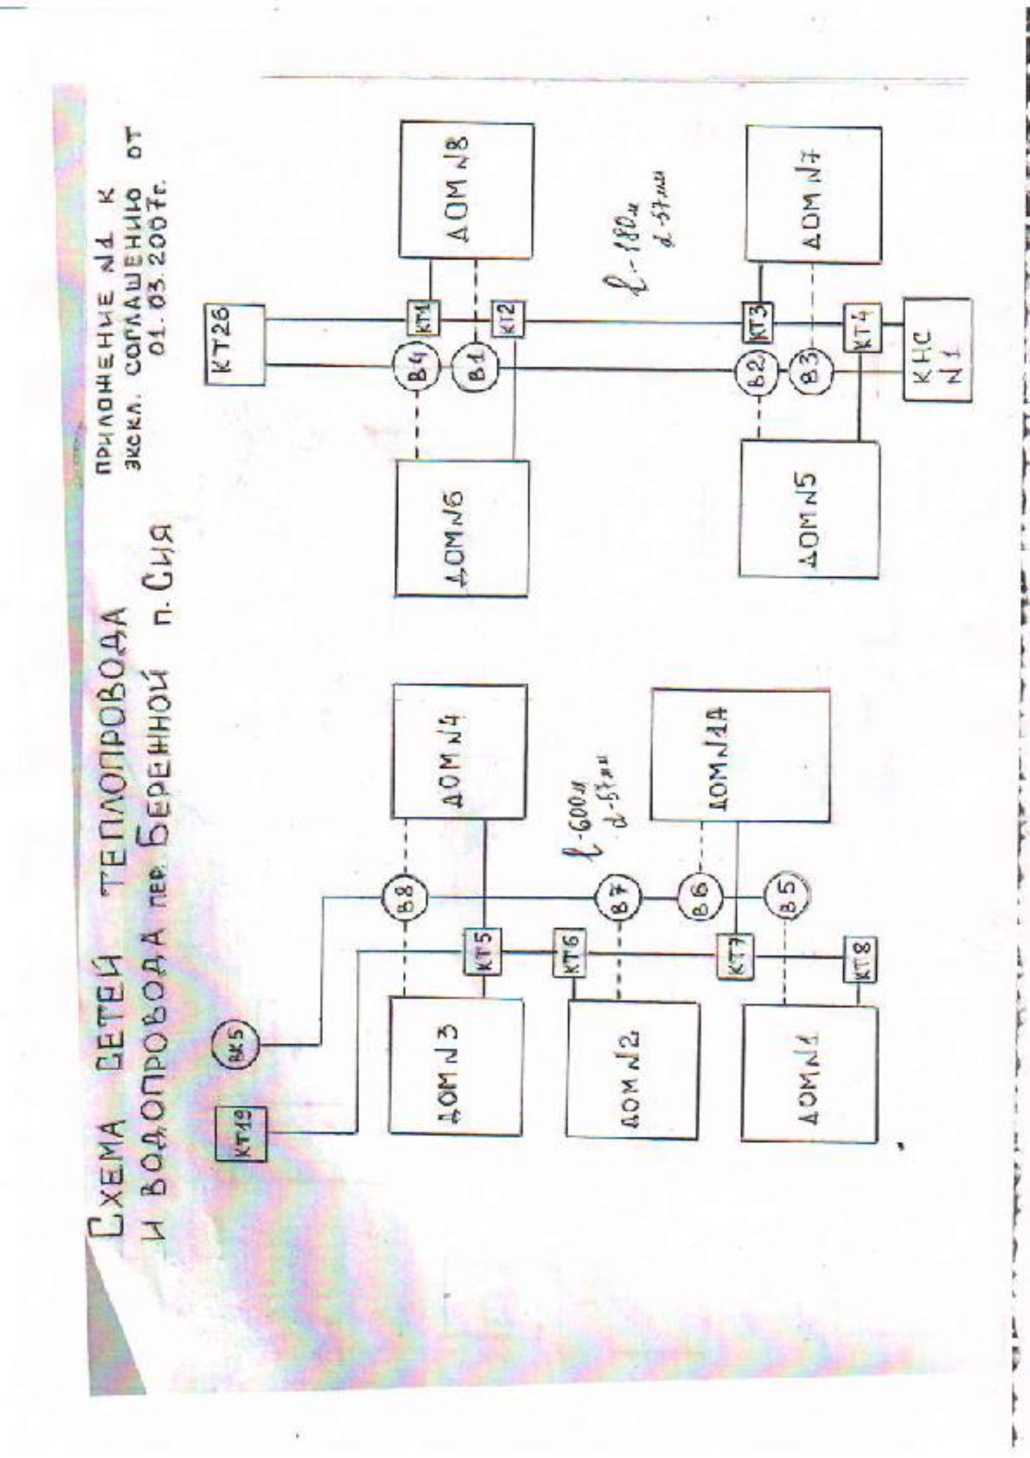 ПРИЛОЖЕНИЕ №1 К
ЭКСКЛ. СОГЛАШЕНИЮ ОТ
01.03.2007г.
СХЕМА СЕТЕЙ ТЕПЛОПРОВОДА
И ВОДОПРОВОДА ПЕР. БЕРЕЖНОЙ П. СИЯ
КТ19
ВК5
КТ26
ДОМ №3
В8
ДОМ №4
КТ5
ДОМ №6
В4
КТ1
ДОМ №8
В1
КТ2
ДОМ №2
КТ6
В7
l-600м
d-57мм
l-180м
d-57мм
ДОМ №1
КТ7
В6
ДОМ №1А
В5
КТ8
ДОМ №5
В2
КТ3
ДОМ №7
В3
КТ4
КНС
№1